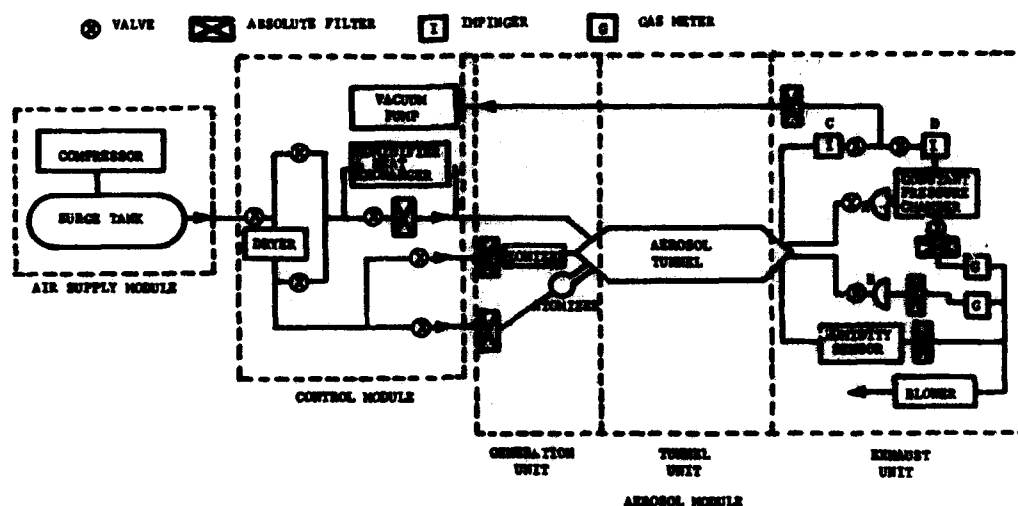 VALVE
ABSOLUTE FILTER
I
IMPINGER
G
GAS METER
COMPRESSOR
SURGE TANK
AIR SUPPLY MODULE
VACUUM
PUMP
HEAT
DRYER
CONTROL MODULE
AEROSOL
TUNNEL
C
I
D
I
CONSTANT
PRESSURE
CHAMBER
G
E
G
HUMIDITY
SENSOR
BLOWER
GENERATION
UNIT
TUNNEL
UNIT
EXHAUST
UNIT
AEROSOL MODULE